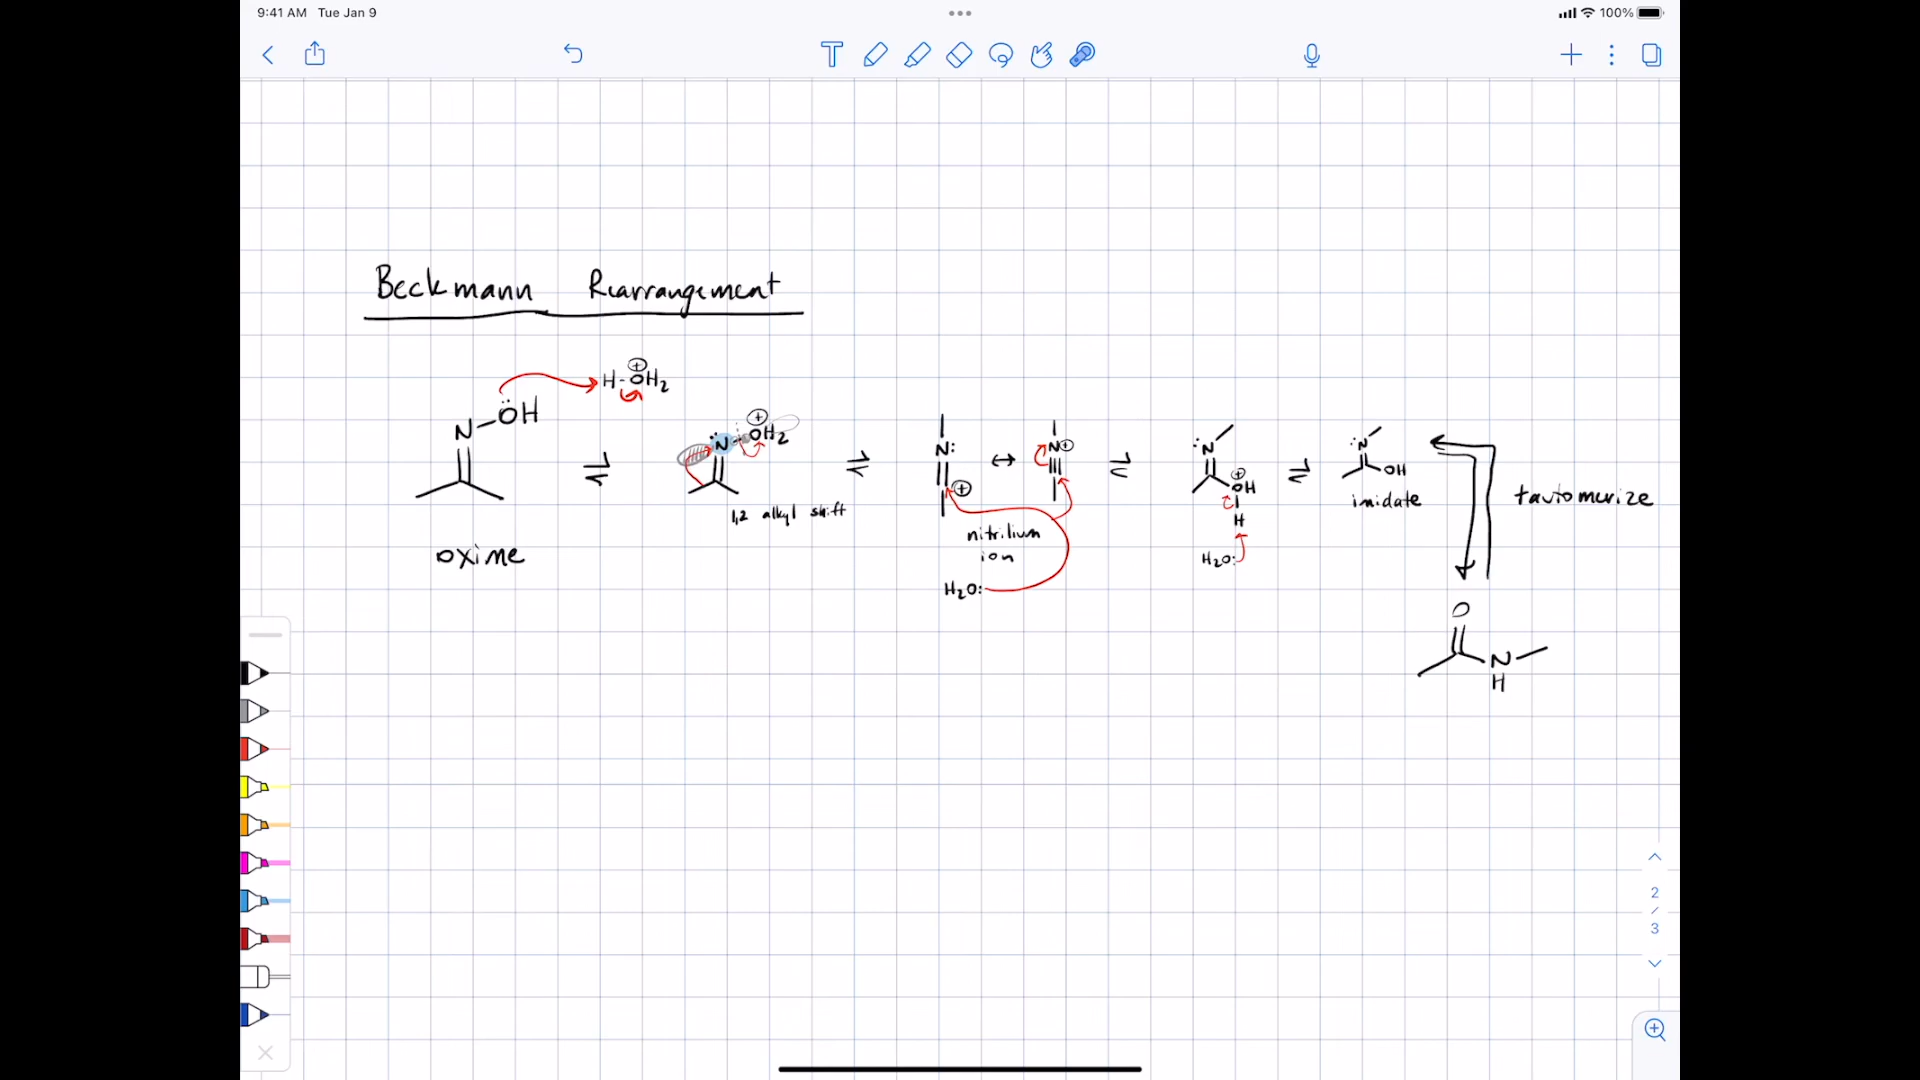 9:41 AM Tue Jan 9
100%
Beckmann Rearrangement
H-OH2
⊕
N-ÖH
oxime
:N-OH2
⊕
1,2 alkyl shift
N:
⊕
N⊕
nitrilium
ion
H2O:
:N
⊕
OH
H
H2O:
:N
OH
imidate
tautomerize
O
N
H
2
/
3